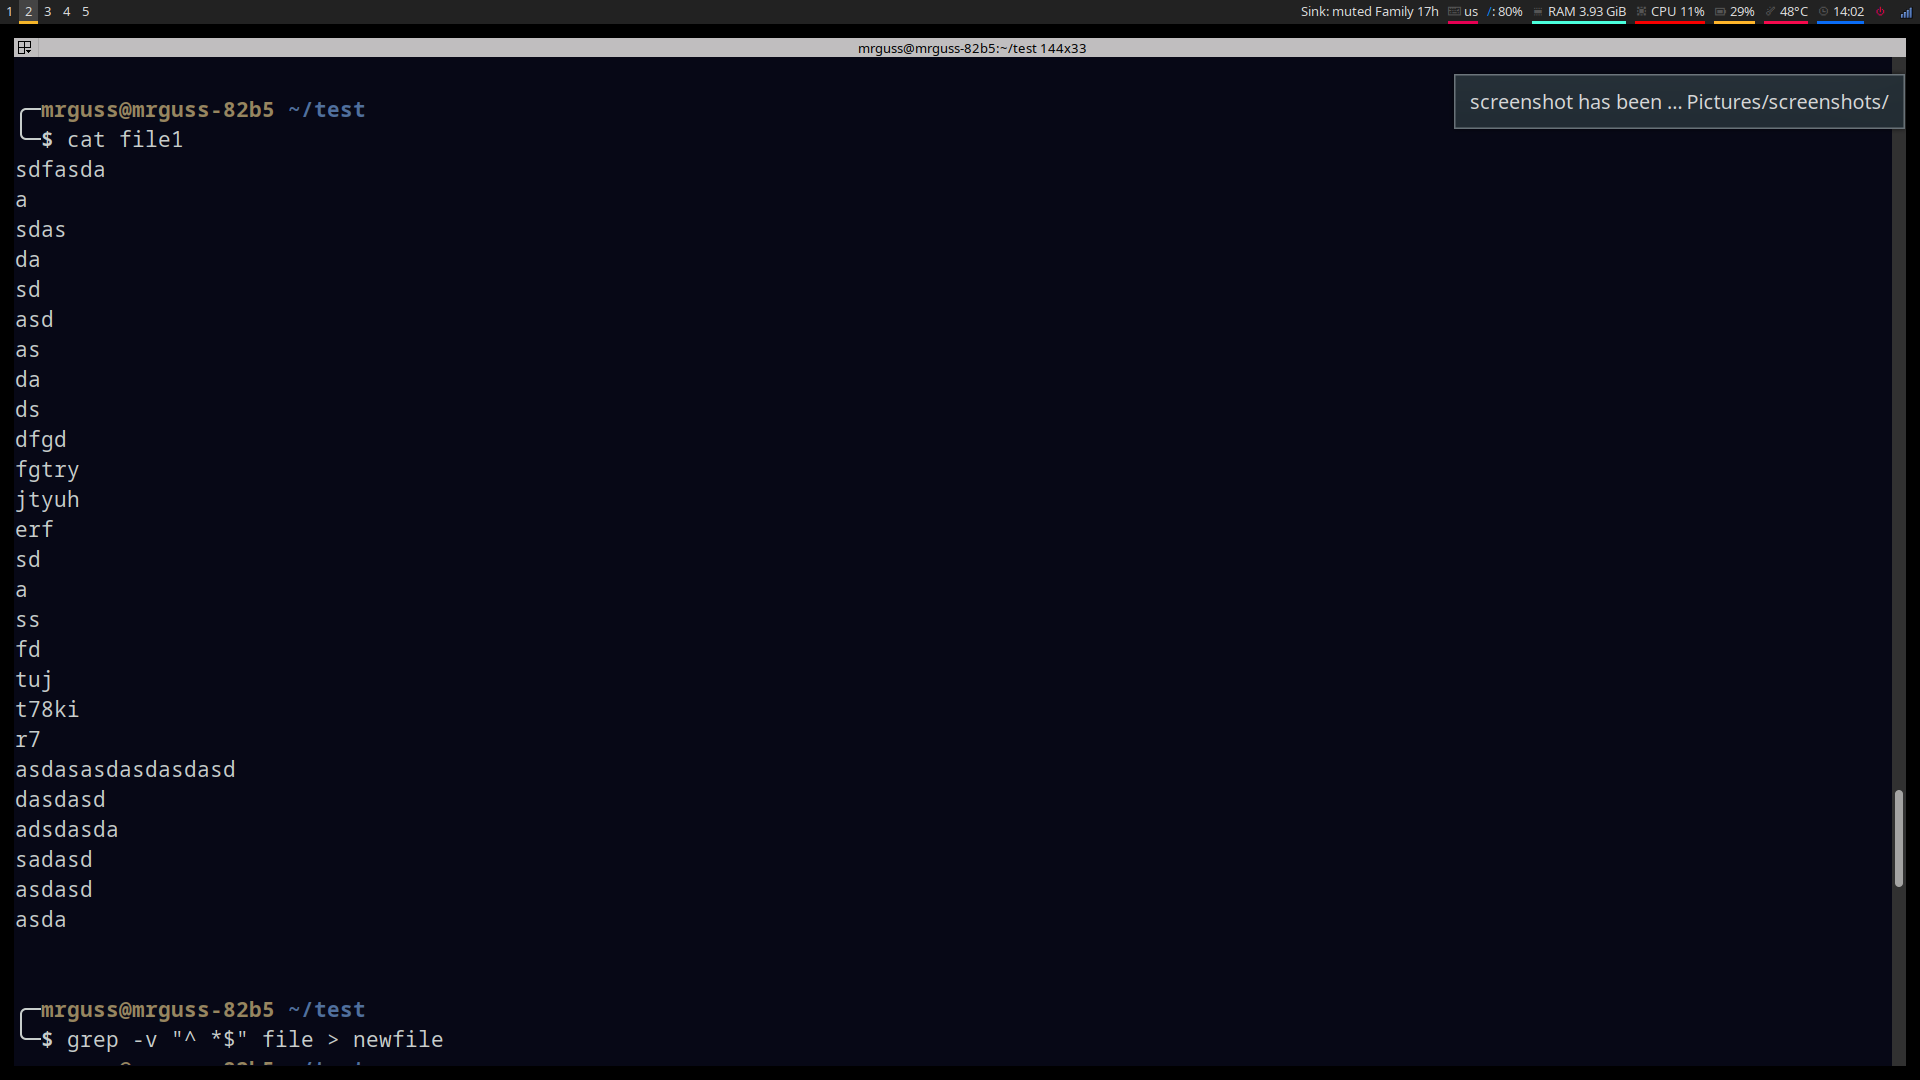 1 2 3 4 5 Sink: muted Family 17h us /: 80% RAM 3.93 GiB CPU 11% 29% 48°C 14:02
mrguss@mrguss-82b5:~/test 144x33
screenshot has been ... Pictures/screenshots/
mrguss@mrguss-82b5 ~/test
$ cat file1
sdfasda
a
sdas
da
sd
asd
as
da
ds
dfgd
fgtry
jtyuh
erf
sd
a
ss
fd
tuj
t78ki
r7
asdasasdasdasdasd
dasdasd
adsdasda
sadasd
asdasd
asda
mrguss@mrguss-82b5 ~/test
$ grep -v "^ *$" file > newfile